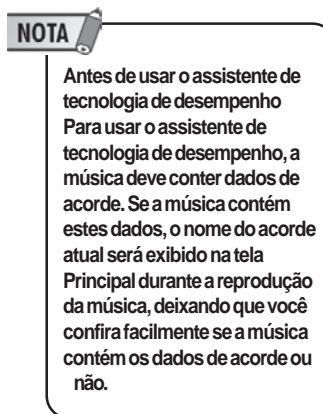 NOTA
Antes de usar o assistente de
tecnologia de desempenho
Para usar o assistente de
tecnologia de desempenho, a
música deve conter dados de
acorde. Se a música contém
estes dados, o nome do acorde
atual será exibido na tela
Principal durante a reprodução
da música, deixando que você
confira facilmente se a música
contém os dados de acorde ou
não.